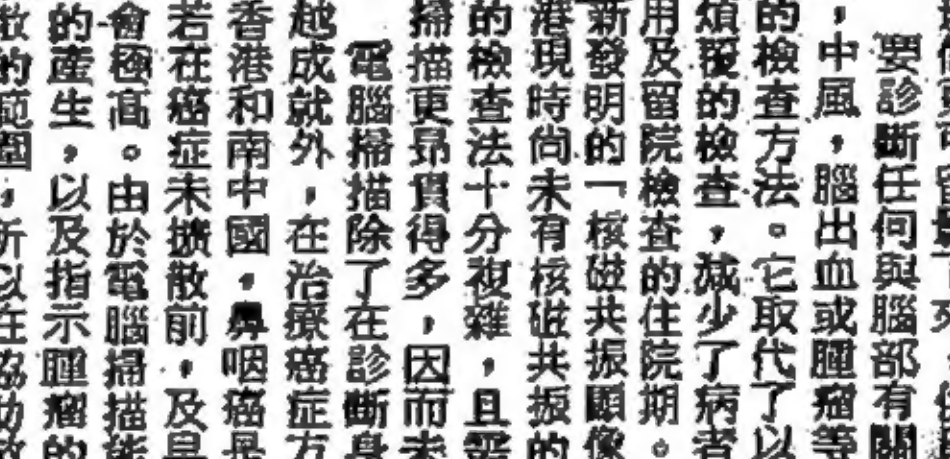 要診斷任何與腦部有關
，中風，腦出血或腫瘤等
的檢查方法。它取代了以
煩複的檢查，減少了病者
用及留院檢查的住院期。
新發明的「核磁共振顯像
港現時尚未有核磁共振的
的檢查法十分複雜，且需
掃描更昂貴得多，因而未
電腦掃描除了在診斷身
越成就外，在治療癌症方
香港和南中國，鼻咽癌是
若在癌症未擴散前，及早
會極高。由於電腦掃描能
的產生，以及指示腫瘤的
的範圍，所以在協助放